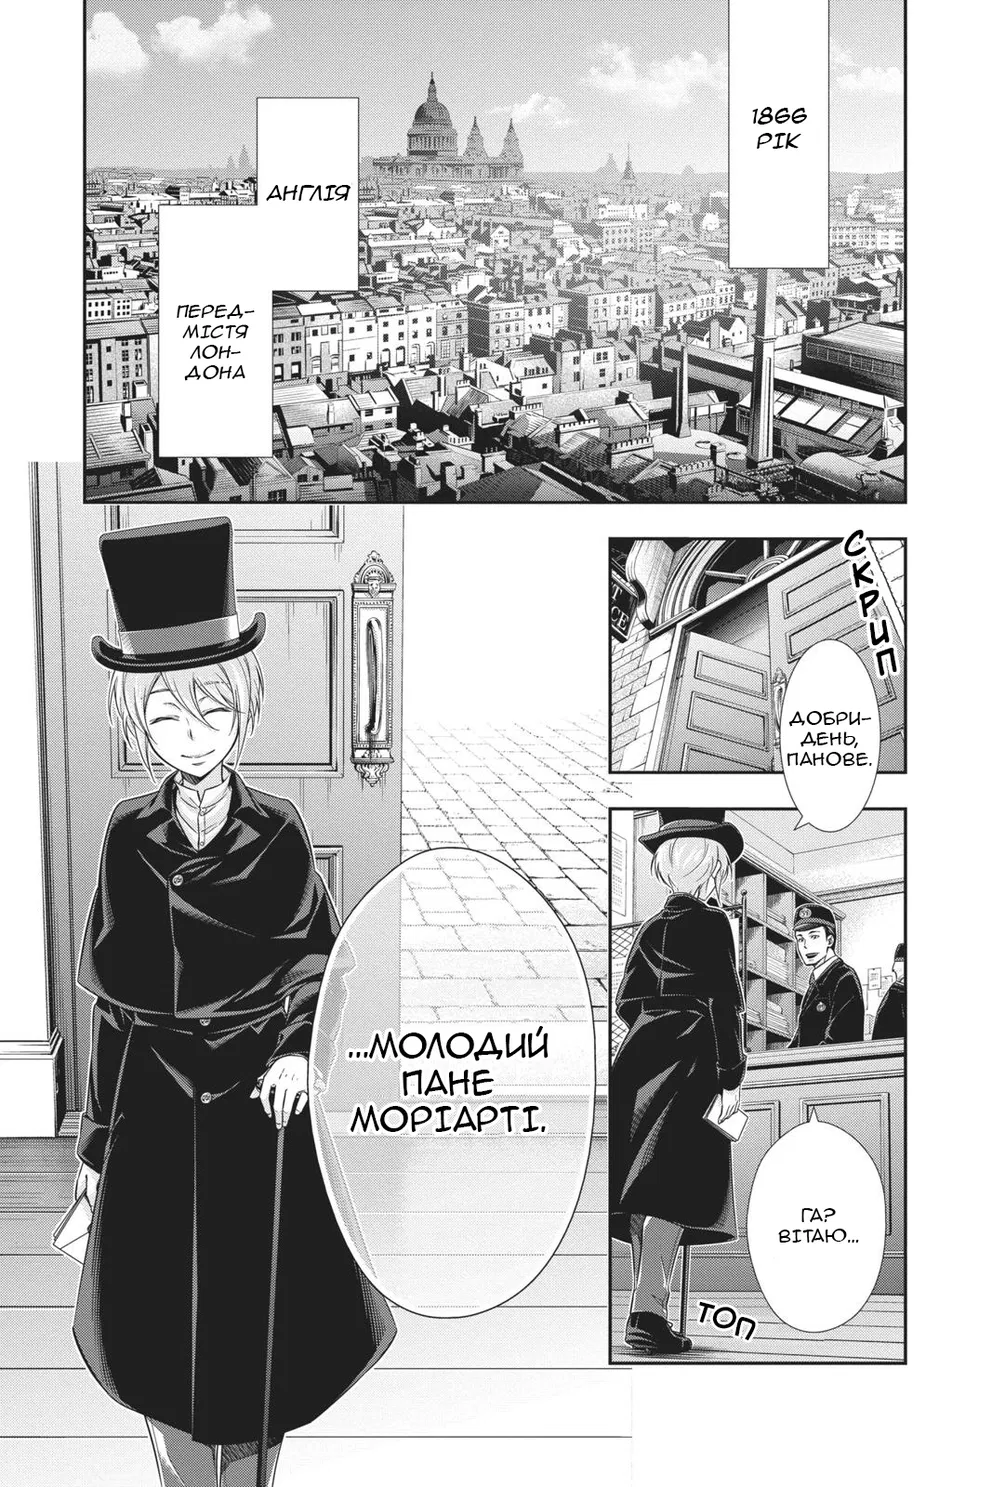 1866
РІК
АНГЛІЯ
ПЕРЕД-
МІСТЯ
ЛОН-
ДОНА
СКРИП
ДОБРИ-
ДЕНЬ,
ПАНОВЕ.
ГА?
ВІТАЮ...
ТОП
...МОЛОДИЙ
ПАНЕ
МОРІАРТІ.